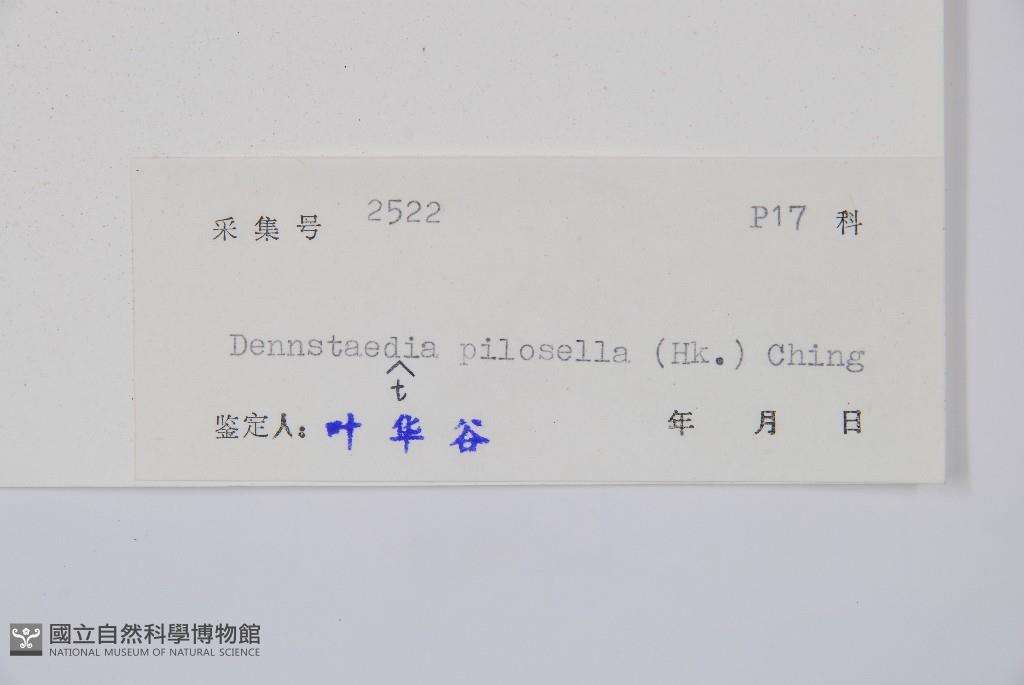 采集号 2522 P17 科
Dennstaedia pilosella (Hk.) Ching
t
鉴定人：叶华谷 年 月 日
國立自然科學博物館
NATIONAL MUSEUM OF NATURAL SCIENCE